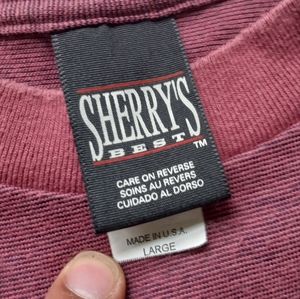 SHERRY'S
BEST
TM
CARE ON REVERSE
SOINS AU REVERS
CUIDADO AL DORSO
MADE IN U.S.A.
LARGE